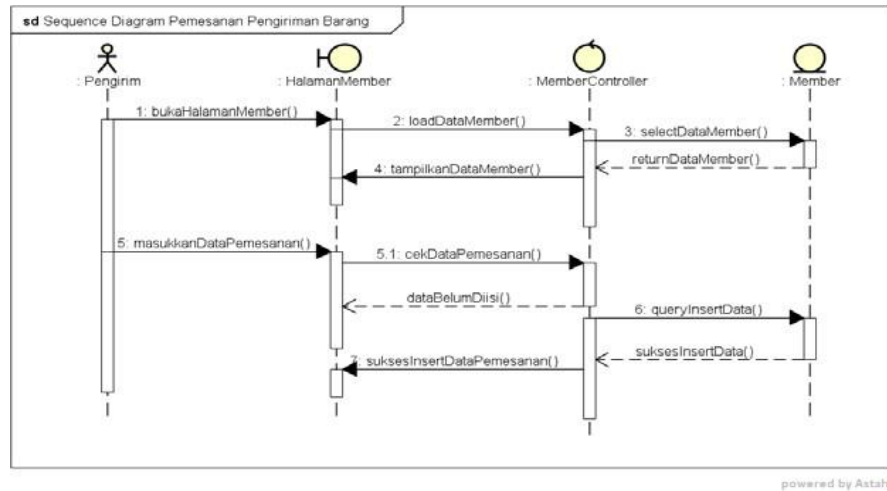 sd Sequence Diagram Pemesanan Pengiriman Barang
: Pengirim
: HalamanMember
: MemberController
: Member
1: bukaHalamanMember()
2: loadDataMember()
3: selectDataMember()
returnDataMember()
4: tampilkanDataMember()
5: masukkanDataPemesanan()
5.1: cekDataPemesanan()
dataBelumDiisi()
6: queryInsertData()
suksesInsertData()
7: suksesInsertDataPemesanan()
powered by Astah